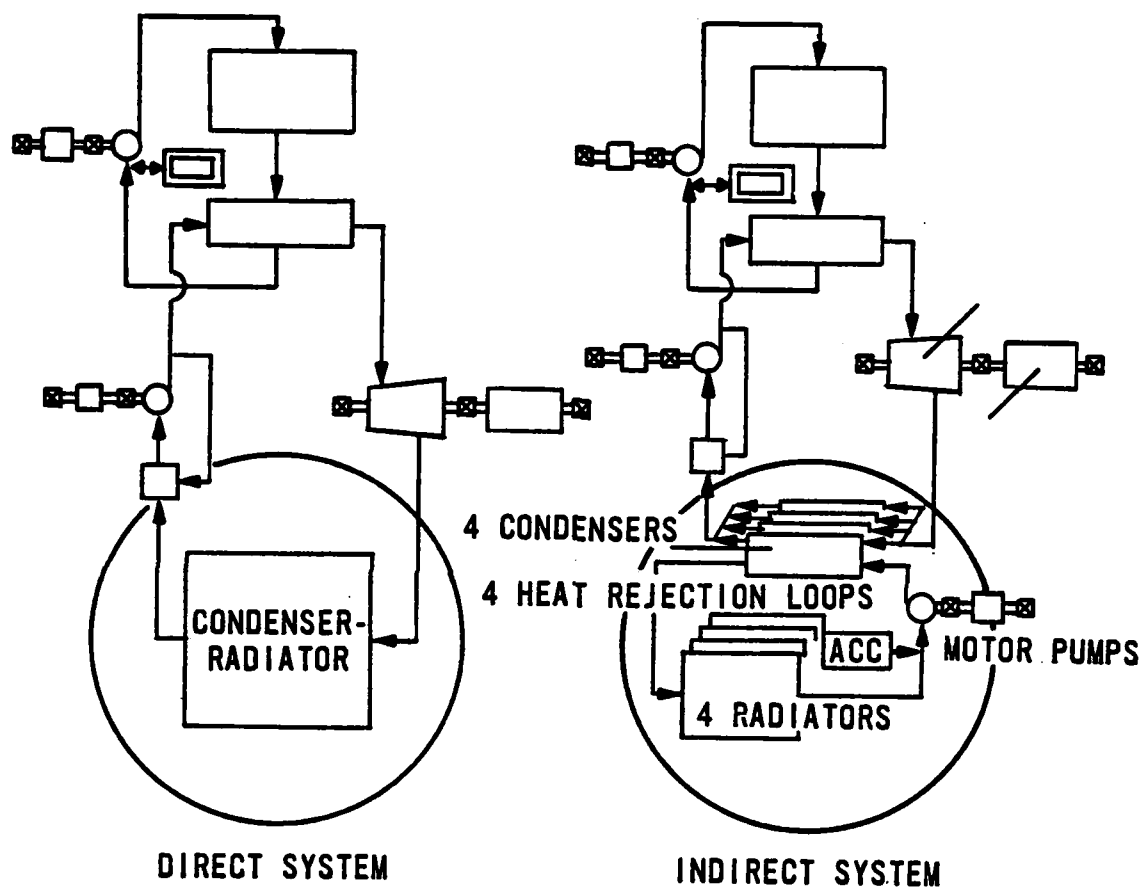 CONDENSER-
RADIATOR
DIRECT SYSTEM
4 CONDENSERS
4 HEAT REJECTION LOOPS
ACC
MOTOR PUMPS
4 RADIATORS
INDIRECT SYSTEM